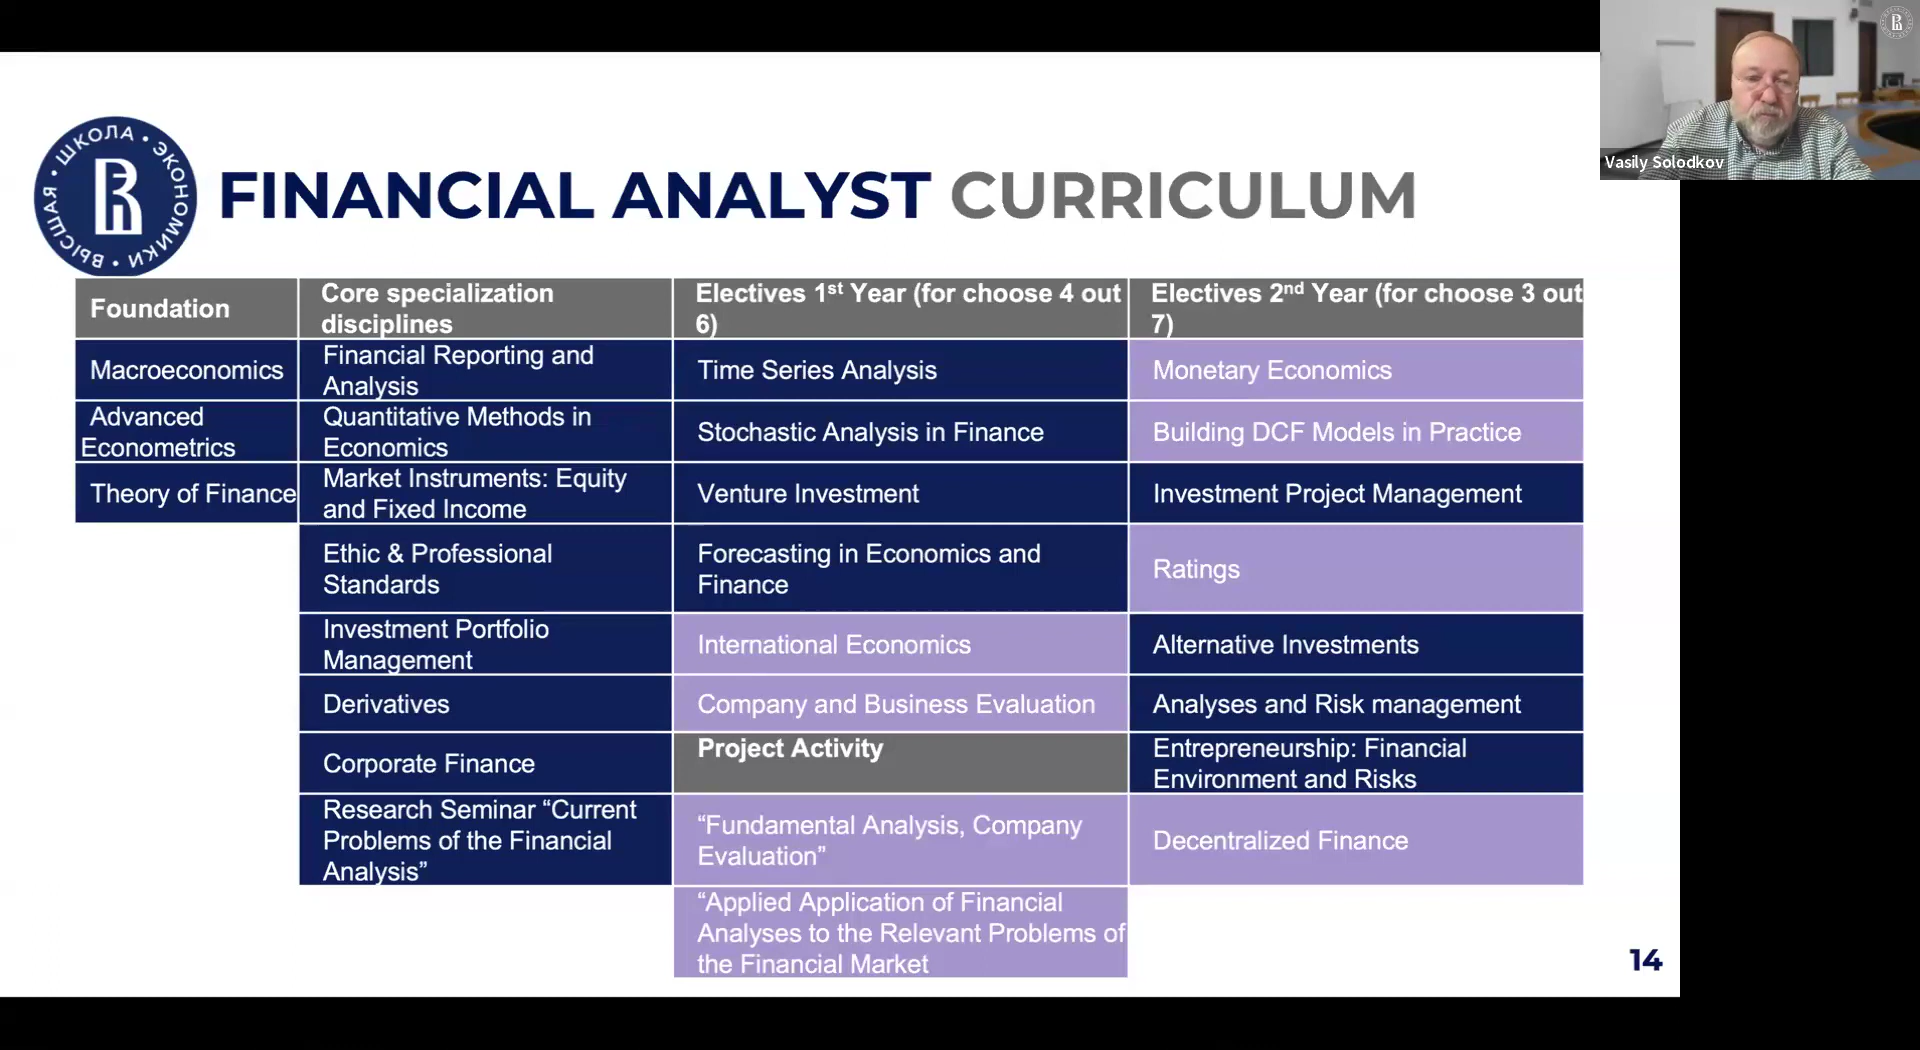 ВЫСШАЯ • ШКОЛА • ЭКОНОМИКИ •
FINANCIAL ANALYST CURRICULUM
Vasily Solodkov
Foundation
Core specialization
disciplines
Electives 1st Year (for choose 4 out
6)
Electives 2nd Year (for choose 3 out
7)
Macroeconomics
Financial Reporting and
Analysis
Time Series Analysis
Monetary Economics
Advanced
Econometrics
Quantitative Methods in
Economics
Stochastic Analysis in Finance
Building DCF Models in Practice
Theory of Finance
Market Instruments: Equity
and Fixed Income
Venture Investment
Investment Project Management
Ethic & Professional
Standards
Forecasting in Economics and
Finance
Ratings
Investment Portfolio
Management
International Economics
Alternative Investments
Derivatives
Company and Business Evaluation
Analyses and Risk management
Corporate Finance
Project Activity
Entrepreneurship: Financial
Environment and Risks
Research Seminar “Current
Problems of the Financial
Analysis”
“Fundamental Analysis, Company
Evaluation”
Decentralized Finance
“Applied Application of Financial
Analyses to the Relevant Problems of
the Financial Market
14